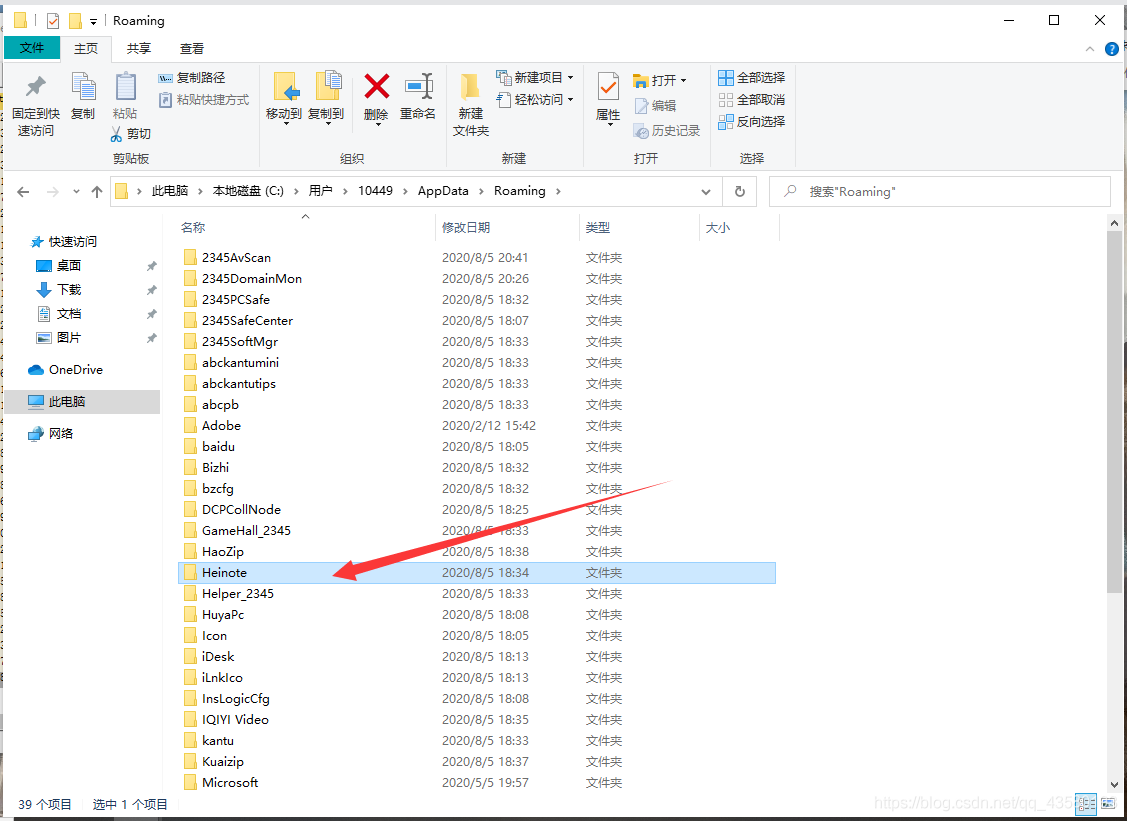 Roaming
文件 主页 共享 查看
固定到快速访问
复制
粘贴
复制路径
粘贴快捷方式
剪切
剪贴板
移动到
复制到
删除
重命名
组织
新建文件夹
新建项目
轻松访问
新建
属性
打开
编辑
历史记录
打开
全部选择
全部取消
反向选择
选择
此电脑 › 本地磁盘 (C:) › 用户 › 10449 › AppData › Roaming ›
搜索"Roaming"
快速访问
桌面
下载
文档
图片
OneDrive
此电脑
网络
名称 修改日期 类型 大小
2345AvScan 2020/8/5 20:41 文件夹
2345DomainMon 2020/8/5 20:26 文件夹
2345PCSafe 2020/8/5 18:32 文件夹
2345SafeCenter 2020/8/5 18:07 文件夹
2345SoftMgr 2020/8/5 18:33 文件夹
abckantumini 2020/8/5 18:33 文件夹
abckantutips 2020/8/5 18:33 文件夹
abcpb 2020/8/5 18:33 文件夹
Adobe 2020/2/12 15:42 文件夹
baidu 2020/8/5 18:05 文件夹
Bizhi 2020/8/5 18:32 文件夹
bzcfg 2020/8/5 18:32 文件夹
DCPCollNode 2020/8/5 18:25 文件夹
GameHall_2345 2020/8/5 18:33 文件夹
HaoZip 2020/8/5 18:38 文件夹
Heinote 2020/8/5 18:34 文件夹
Helper_2345 2020/8/5 18:33 文件夹
HuyaPc 2020/8/5 18:08 文件夹
Icon 2020/8/5 18:05 文件夹
iDesk 2020/8/5 18:13 文件夹
iLnkIco 2020/8/5 18:13 文件夹
InsLogicCfg 2020/8/5 18:08 文件夹
IQIYI Video 2020/8/5 18:35 文件夹
kantu 2020/8/5 18:33 文件夹
Kuaizip 2020/8/5 18:37 文件夹
Microsoft 2020/5/5 19:57 文件夹
39 个项目 选中 1 个项目